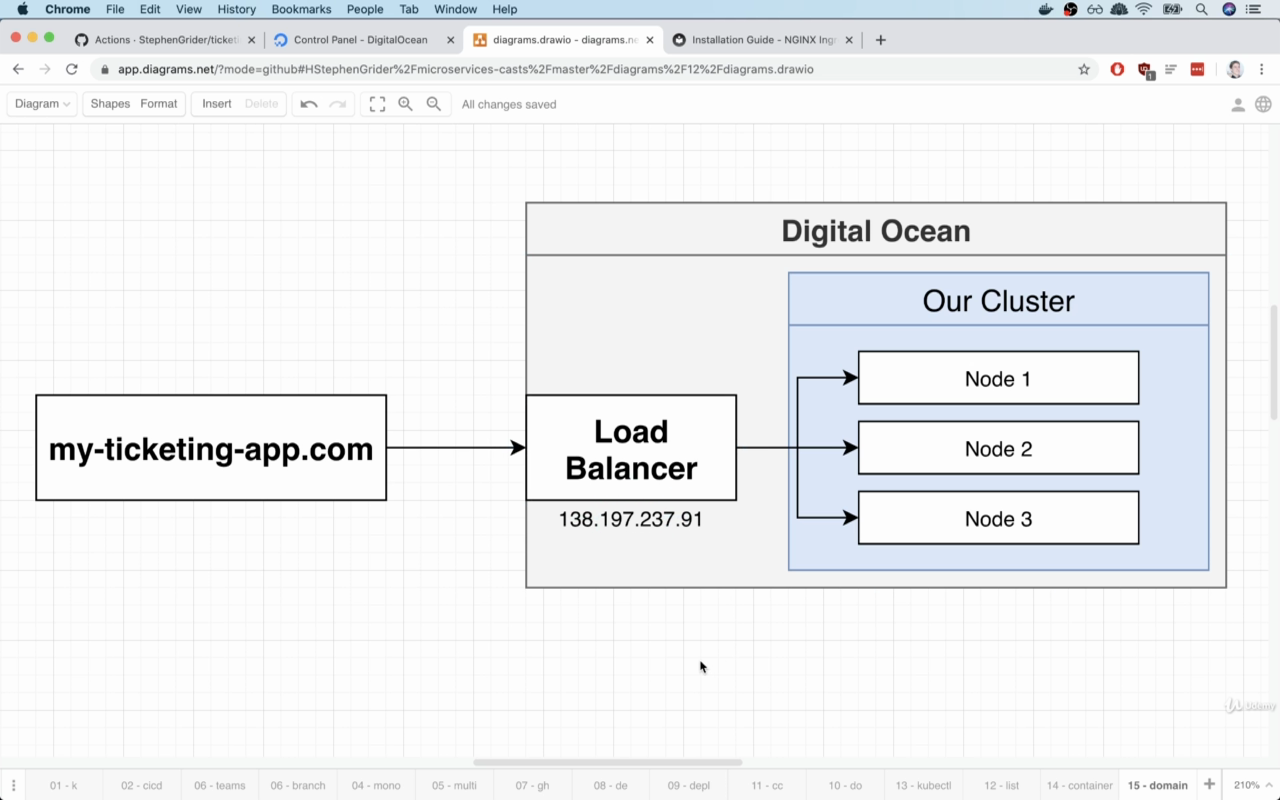 Chrome File Edit View History Bookmarks People Tab Window Help
Actions · StephenGrider/ticketi
Control Panel - DigitalOcean
diagrams.drawio - diagrams.ne
Installation Guide - NGINX Ingr
app.diagrams.net/?mode=github#HStephenGrider%2Fmicroservices-casts%2Fmaster%2Fdiagrams%2F12%2Fdiagrams.drawio
Diagram Shapes Format Insert Delete All changes saved
Digital Ocean
Our Cluster
Node 1
my-ticketing-app.com
Load
Balancer
Node 2
138.197.237.91
Node 3
Udemy
01 - k 02 - cicd 06 - teams 06 - branch 04 - mono 05 - multi 07 - gh 08 - de 09 - depl 11 - cc 10 - do 13 - kubectl 12 - list 14 - container 15 - domain 210%